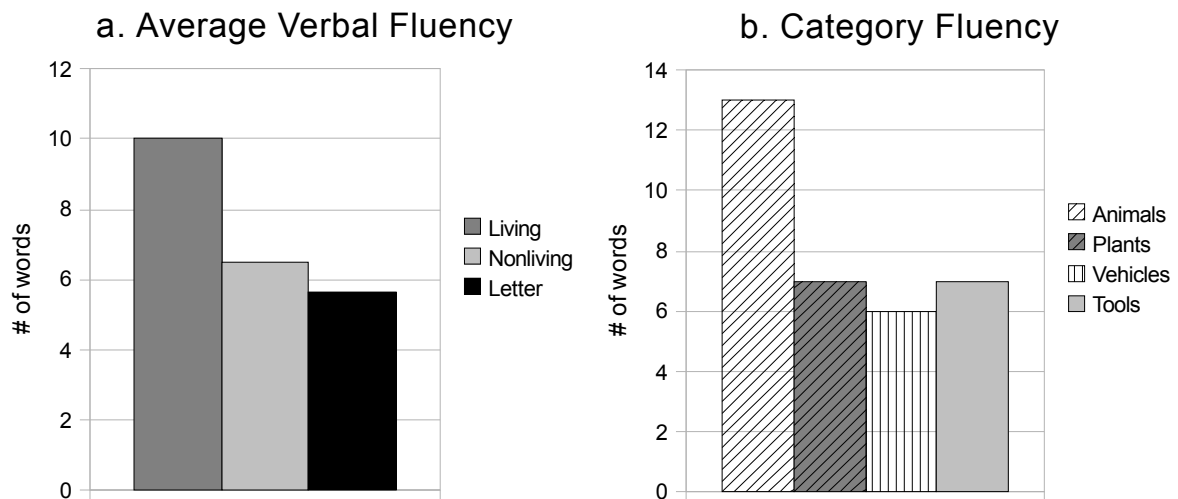 a. Average Verbal Fluency
12
10
8
6
4
2
0
# of words
Living
Nonliving
Letter
b. Category Fluency
14
12
10
8
6
4
2
0
# of words
Animals
Plants
Vehicles
Tools